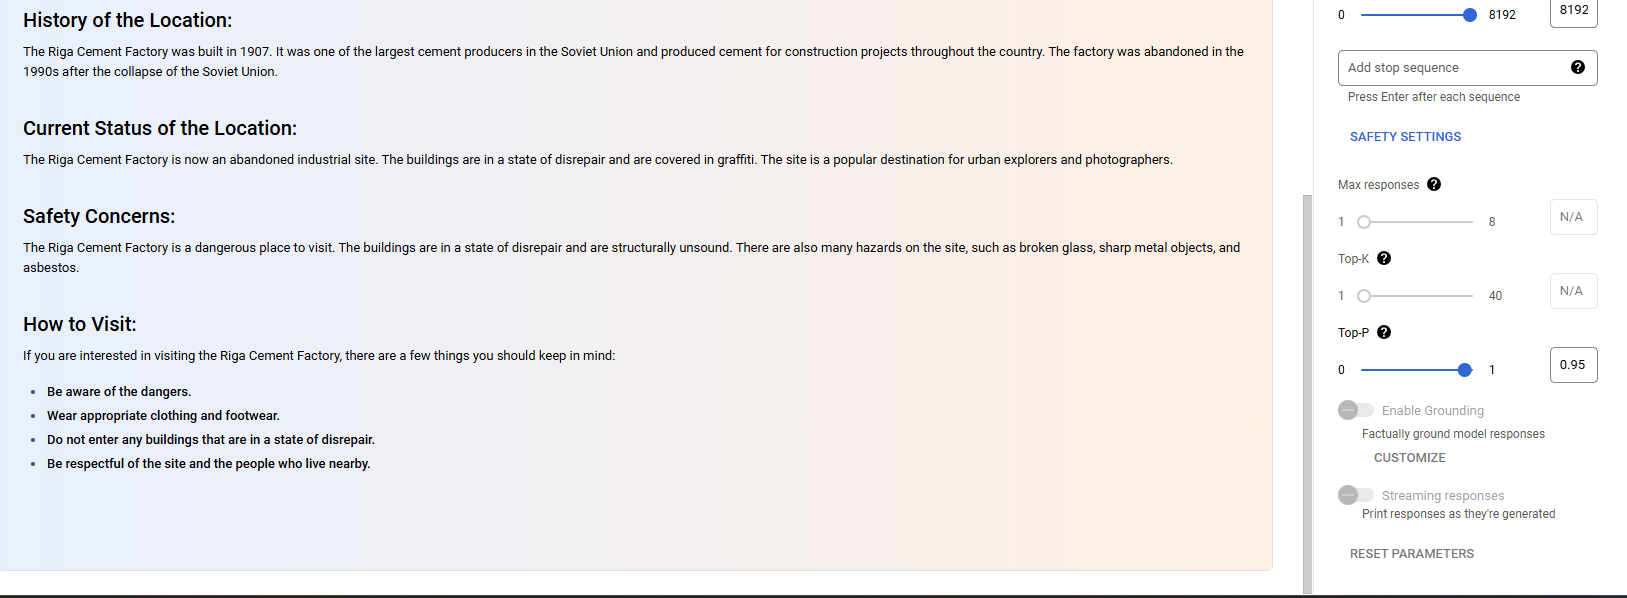 History of the Location:
The Riga Cement Factory was built in 1907. It was one of the largest cement producers in the Soviet Union and produced cement for construction projects throughout the country. The factory was abandoned in the
1990s after the collapse of the Soviet Union.
Current Status of the Location:
The Riga Cement Factory is now an abandoned industrial site. The buildings are in a state of disrepair and are covered in graffiti. The site is a popular destination for urban explorers and photographers.
Safety Concerns:
The Riga Cement Factory is a dangerous place to visit. The buildings are in a state of disrepair and are structurally unsound. There are also many hazards on the site, such as broken glass, sharp metal objects, and
asbestos.
How to Visit:
If you are interested in visiting the Riga Cement Factory, there are a few things you should keep in mind:
• Be aware of the dangers.
• Wear appropriate clothing and footwear.
• Do not enter any buildings that are in a state of disrepair.
• Be respectful of the site and the people who live nearby.
0 8192 8192
Add stop sequence ?
Press Enter after each sequence
SAFETY SETTINGS
Max responses ?
1 8 N/A
Top-K ?
1 40 N/A
Top-P ?
0 1 0.95
Enable Grounding
Factually ground model responses
CUSTOMIZE
Streaming responses
Print responses as they're generated
RESET PARAMETERS